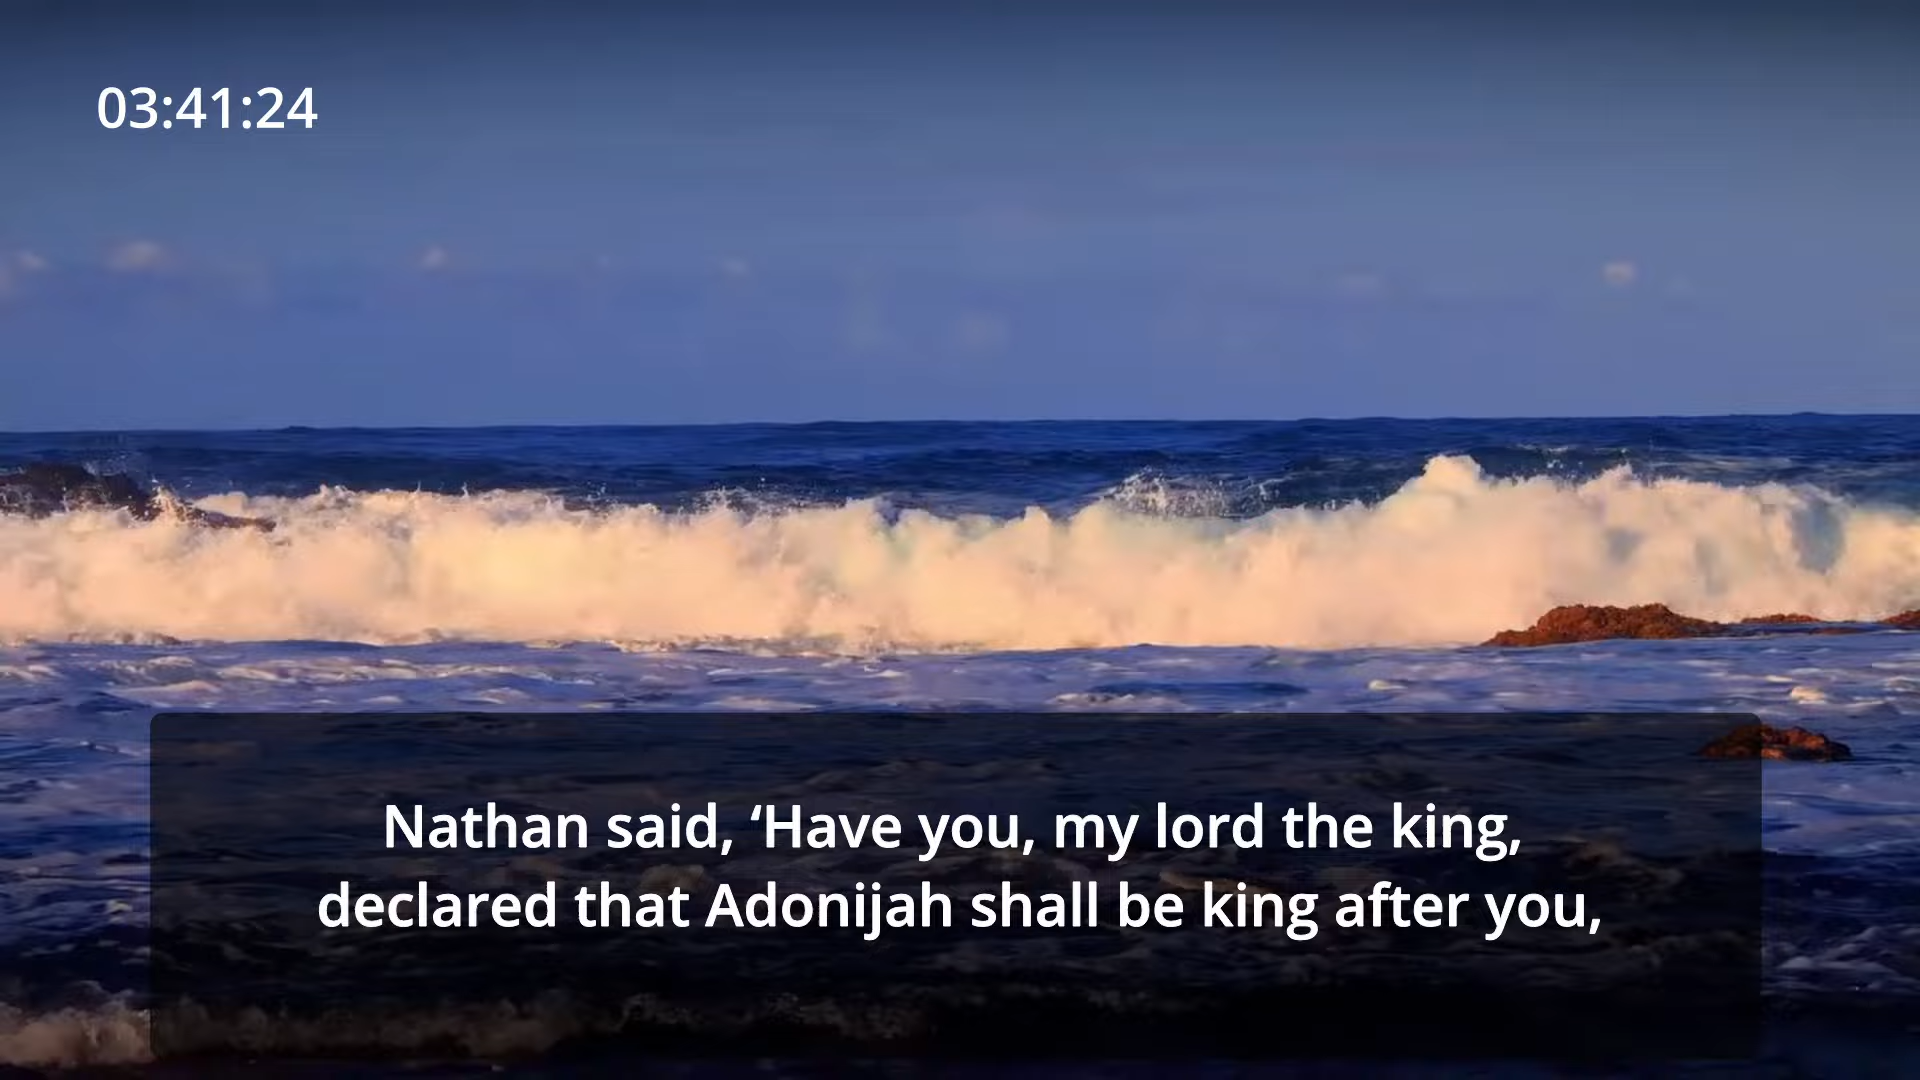 03:41:24
Nathan said, ‘Have you, my lord the king,
declared that Adonijah shall be king after you,